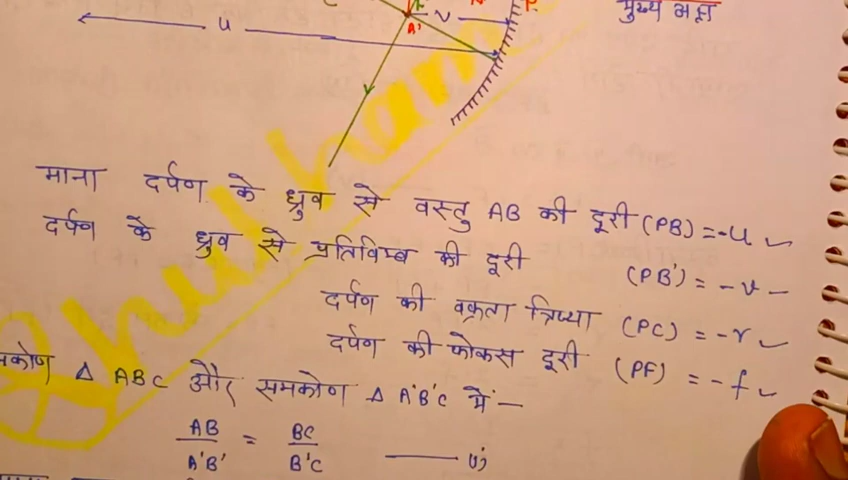 मुख्य अक्ष
u
v
A'
P
माना दर्पण के ध्रुव से वस्तु AB की दूरी (PB) = -u
दर्पण के ध्रुव से प्रतिविम्ब की दूरी (PB') = -v
दर्पण की वक्रता त्रिज्या (PC) = -r
दर्पण की फोकस दूरी (PF) = -f
मकोण Δ ABC और समकोण Δ A'B'C में:-
AB/A'B' = BC/B'C —— (i)